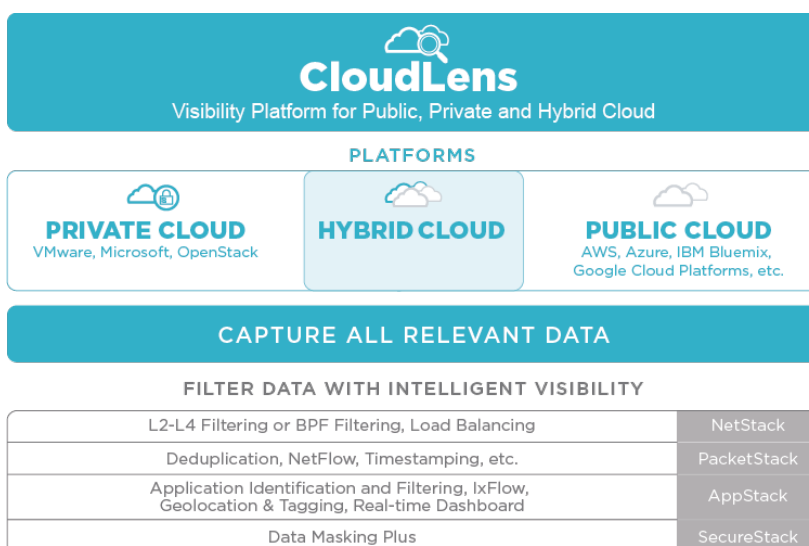 CloudLens
Visibility Platform for Public, Private and Hybrid Cloud
PLATFORMS
PRIVATE CLOUD
VMware, Microsoft, OpenStack
HYBRID CLOUD
PUBLIC CLOUD
AWS, Azure, IBM Bluemix,
Google Cloud Platforms, etc.
CAPTURE ALL RELEVANT DATA
FILTER DATA WITH INTELLIGENT VISIBILITY
L2-L4 Filtering or BPF Filtering, Load Balancing
NetStack
Deduplication, NetFlow, Timestamping, etc.
PacketStack
Application Identification and Filtering, IxFlow,
Geolocation & Tagging, Real-time Dashboard
AppStack
Data Masking Plus
SecureStack